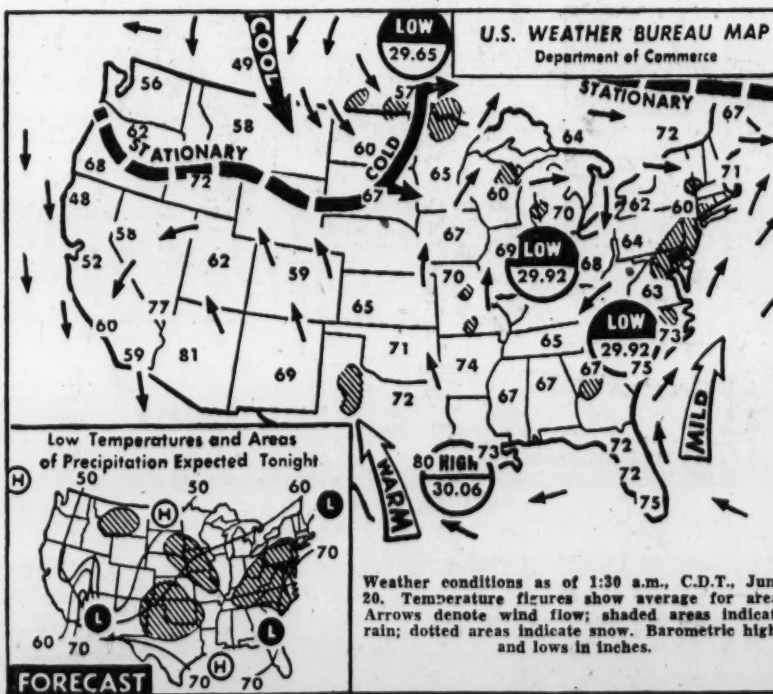 U.S. WEATHER BUREAU MAP
Department of Commerce
LOW
29.65
COOL
49
56
57
STATIONARY
67
62
58
60
COLD
64
72
68
STATIONARY
65
71
72
67
60
70
62
60
48
58
67
69
LOW
29.92
68
64
52
62
59
70
63
77
65
LOW
29.92
73
60
71
65
59
81
74
67
75
69
72
67
67
MILD
WARM
80
HIGH
30.06
73
72
72
75
Low Temperatures and Areas
of Precipitation Expected Tonight
H
50
50
60
H
L
70
L
L
60
70
H
70
70
FORECAST
Weather conditions as of 1:30 a.m., C.D.T., Jun
20. Temperature figures show average for area
Arrows denote wind flow; shaded areas indicat
rain; dotted areas indicate snow. Barometric high
and lows in inches.